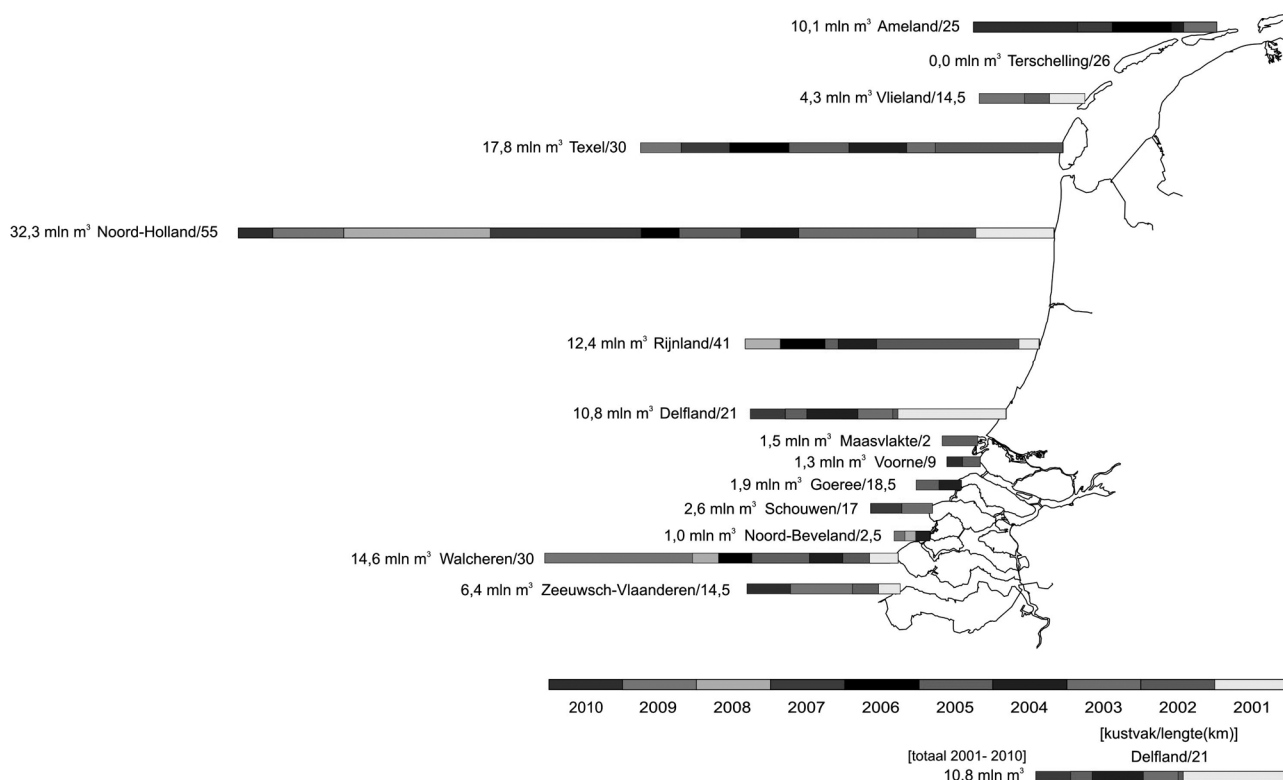 10,1 mln m³ Ameland/25
0,0 mln m³ Terschelling/26
4,3 mln m³ Vlieland/14,5
17,8 mln m³ Texel/30
32,3 mln m³ Noord-Holland/55
12,4 mln m³ Rijnland/41
10,8 mln m³ Delfland/21
1,5 mln m³ Maasvlakte/2
1,3 mln m³ Voorne/9
1,9 mln m³ Goeree/18,5
2,6 mln m³ Schouwen/17
1,0 mln m³ Noord-Beveland/2,5
14,6 mln m³ Walcheren/30
6,4 mln m³ Zeeuwsch-Vlaanderen/14,5
2010 2009 2008 2007 2006 2005 2004 2003 2002 2001
[kustvak/lengte(km)]
[totaal 2001- 2010] Delfland/21
10,8 mln m³